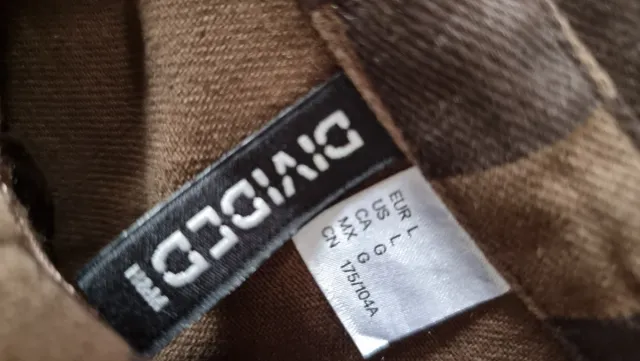 DIVIDED
EUR L
US L
CA G
MX G
CN 175/104A